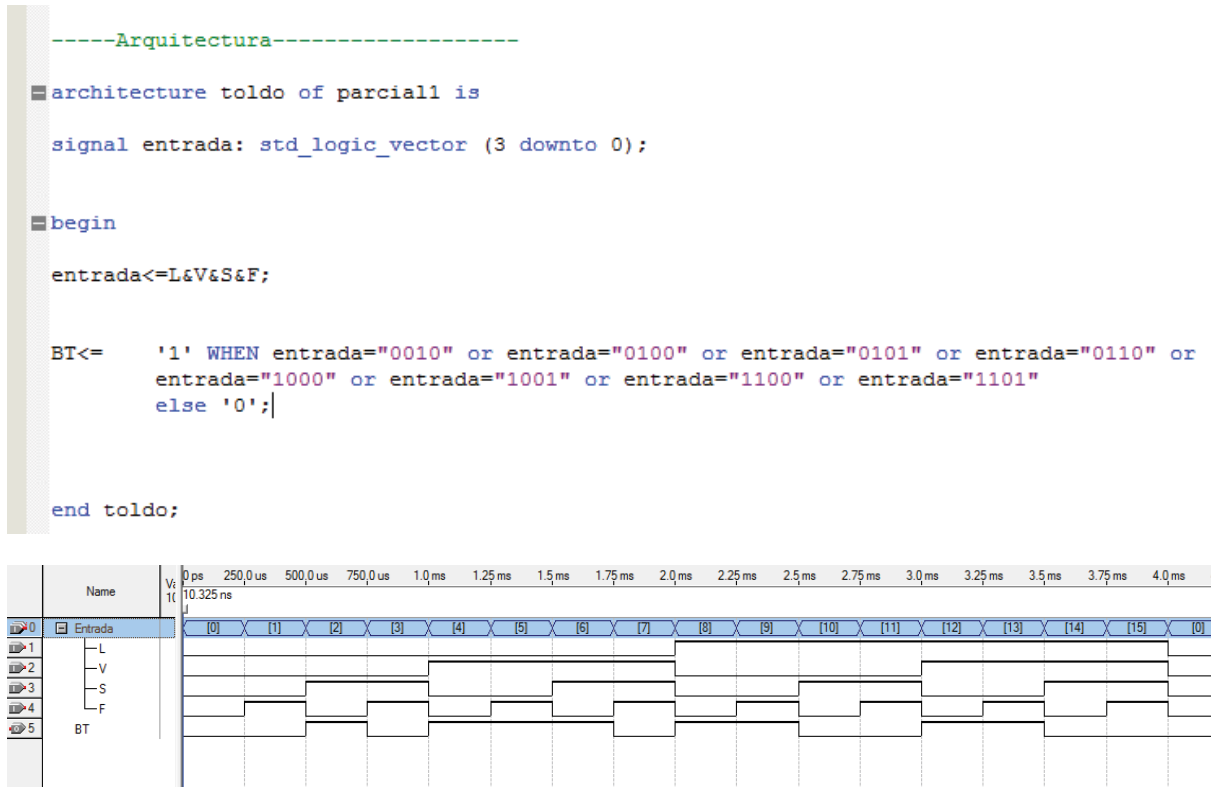 -----Arquitectura-------------------
architecture toldo of parcial1 is
signal entrada: std_logic_vector (3 downto 0);
begin
entrada<=L&V&S&F;
BT<= '1' WHEN entrada="0010" or entrada="0100" or entrada="0101" or entrada="0110" or
entrada="1000" or entrada="1001" or entrada="1100" or entrada="1101"
else '0';
end toldo;
Name
0 ps 250.0 us 500.0 us 750.0 us 1.0 ms 1.25 ms 1.5 ms 1.75 ms 2.0 ms 2.25 ms 2.5 ms 2.75 ms 3.0 ms 3.25 ms 3.5 ms 3.75 ms 4.0 ms
10.325 ns
0 Entrada [0] [1] [2] [3] [4] [5] [6] [7] [8] [9] [10] [11] [12] [13] [14] [15] [0]
1 L
2 V
3 S
4 F
5 BT